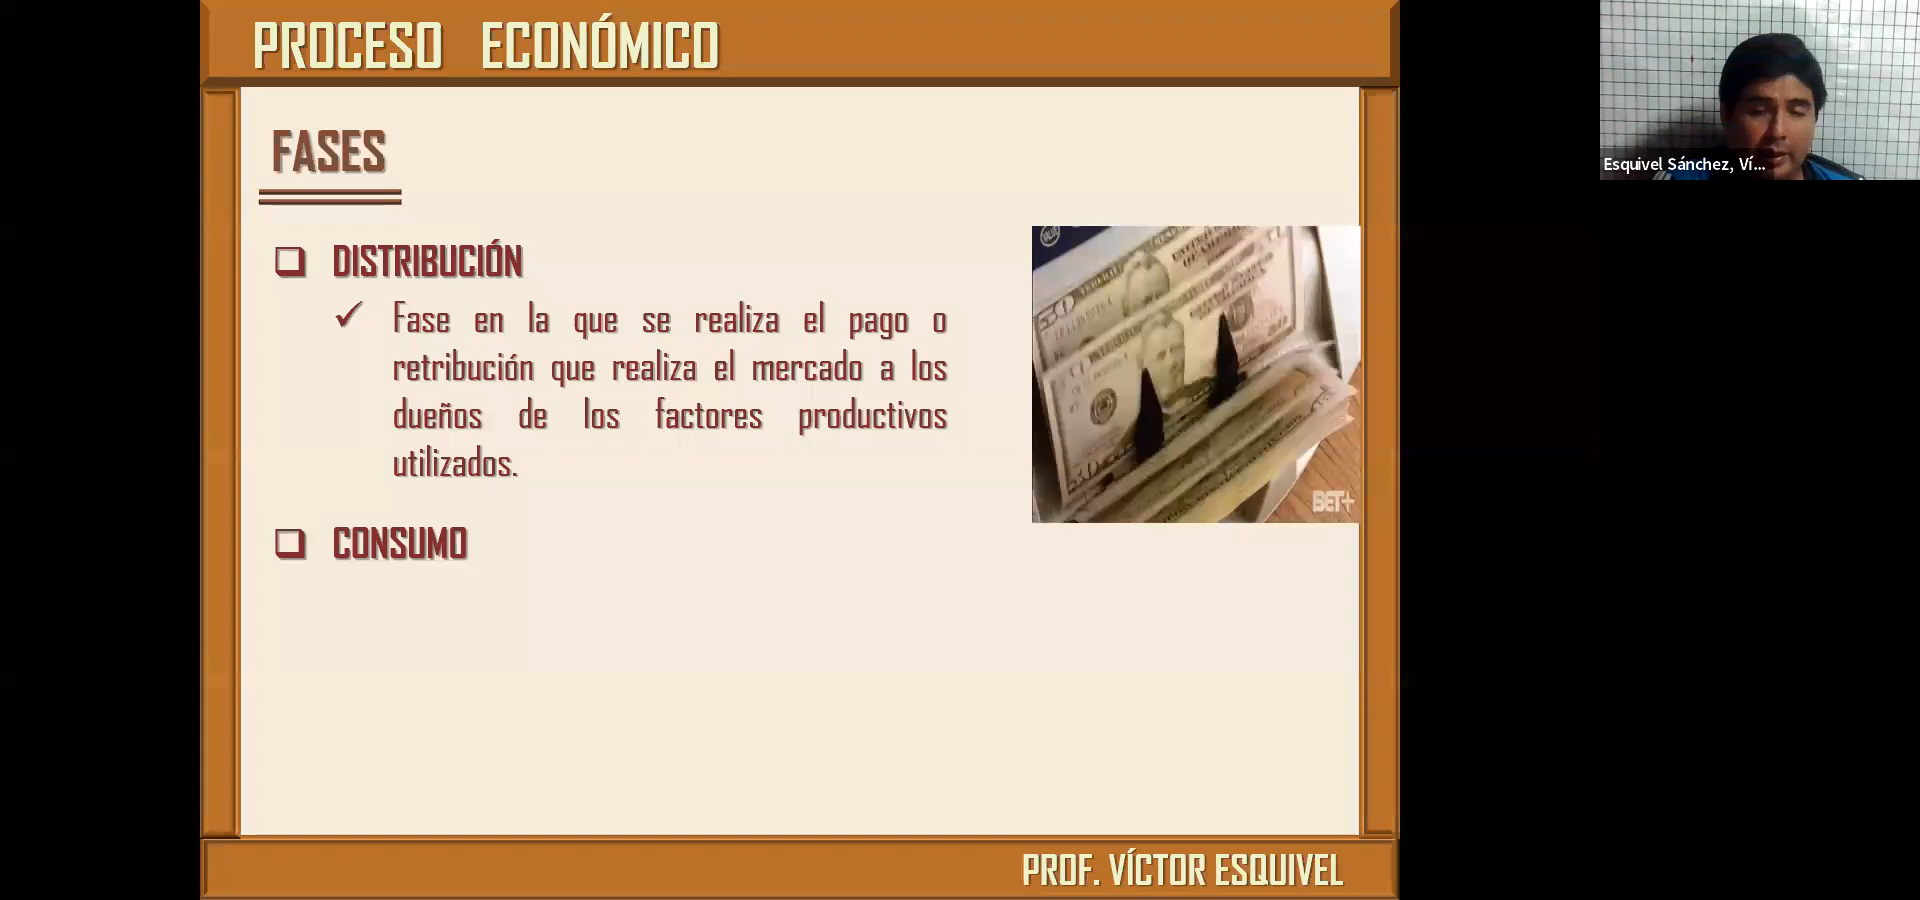 PROCESO ECONÓMICO
Esquivel Sánchez, Ví...
FASES
DISTRIBUCIÓN
Fase en la que se realiza el pago o
retribución que realiza el mercado a los
dueños de los factores productivos
utilizados.
BET+
CONSUMO
PROF. VÍCTOR ESQUIVEL